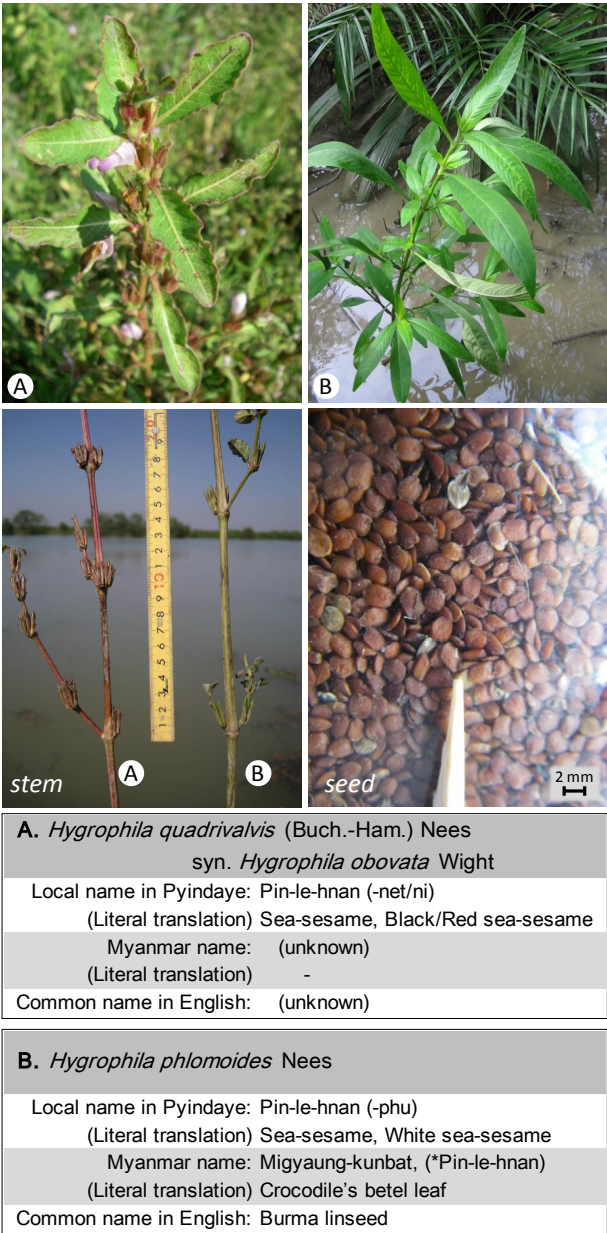 A
B
stem
A
B
seed
2 mm
A. Hygrophila quadrivalvis (Buch.-Ham.) Nees
syn. Hygrophila obovata Wight
Local name in Pyindaye: Pin-le-hnan (-net/ni)
(Literal translation) Sea-sesame, Black/Red sea-sesame
Myanmar name: (unknown)
(Literal translation) -
Common name in English: (unknown)
B. Hygrophila phlomoides Nees
Local name in Pyindaye: Pin-le-hnan (-phu)
(Literal translation) Sea-sesame, White sea-sesame
Myanmar name: Migyaung-kunbat, (*Pin-le-hnan)
(Literal translation) Crocodile's betel leaf
Common name in English: Burma linseed